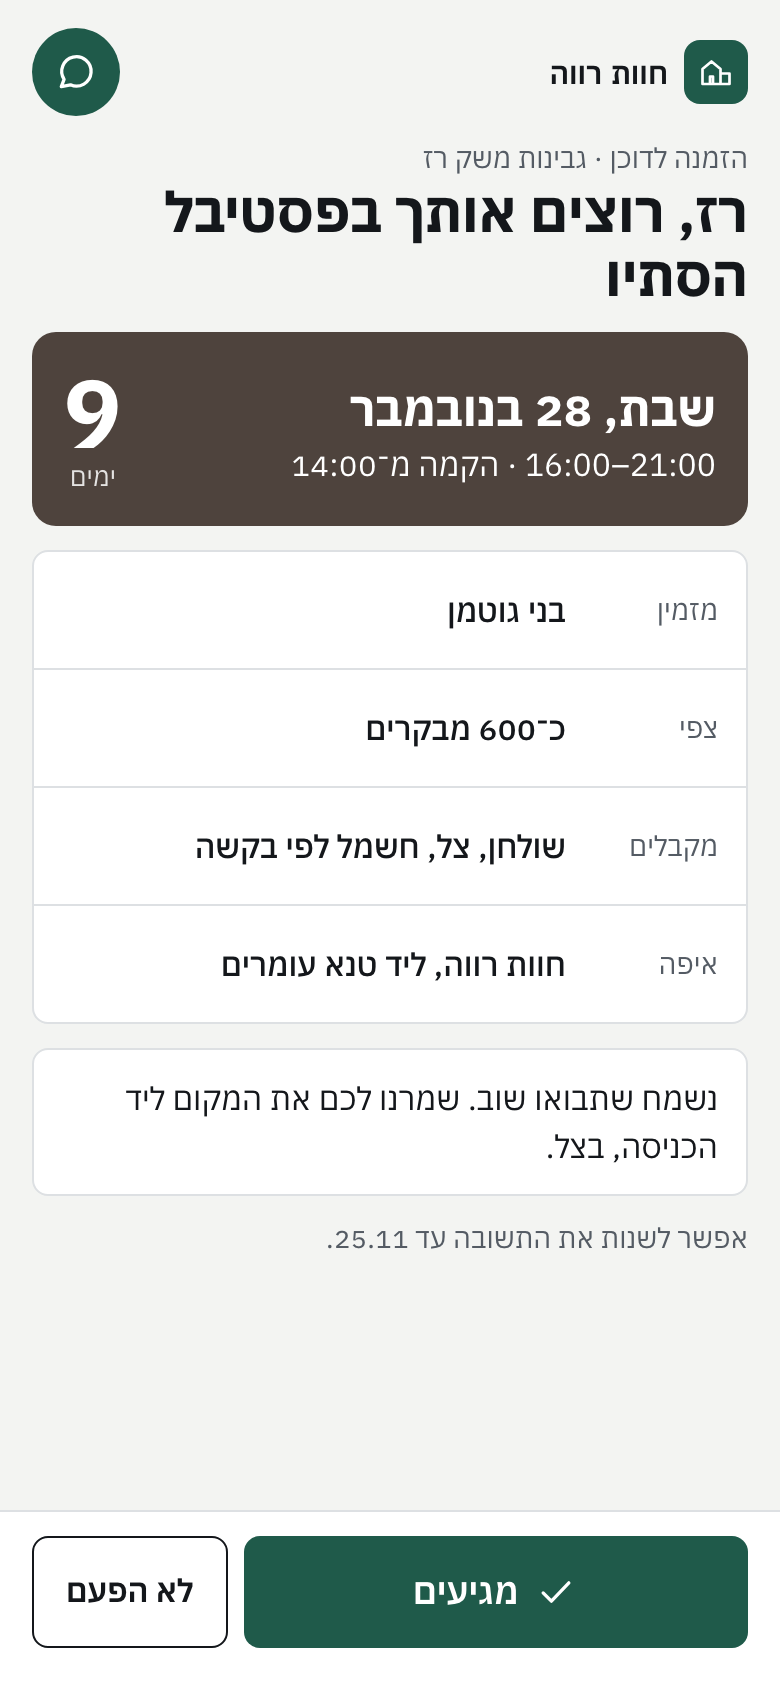 חוות רווה
הזמנה לדוכן · גבינות משק רז
רז, רוצים אותך בפסטיבל
הסתיו
שבת, 28 בנובמבר
16:00–21:00 · הקמה מ־14:00
9
ימים
מזמין
בני גוטמן
צפי
כ־600 מבקרים
מקבלים
שולחן, צל, חשמל לפי בקשה
איפה
חוות רווה, ליד טנא עומרים
נשמח שתבואו שוב. שמרנו לכם את המקום ליד
הכניסה, בצל.
אפשר לשנות את התשובה עד 25.11.
מגיעים
לא הפעם